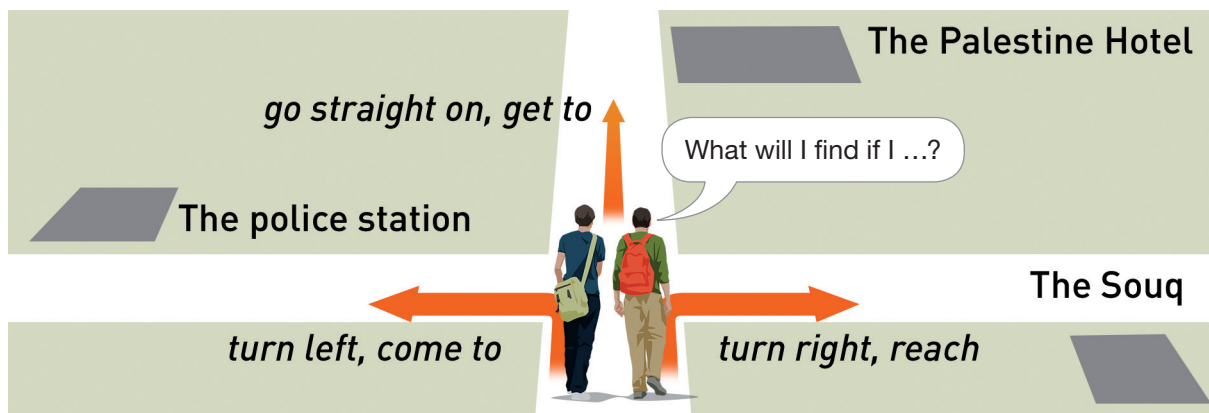 The Palestine Hotel
go straight on, get to
What will I find if I …?
The police station
The Souq
turn left, come to
turn right, reach